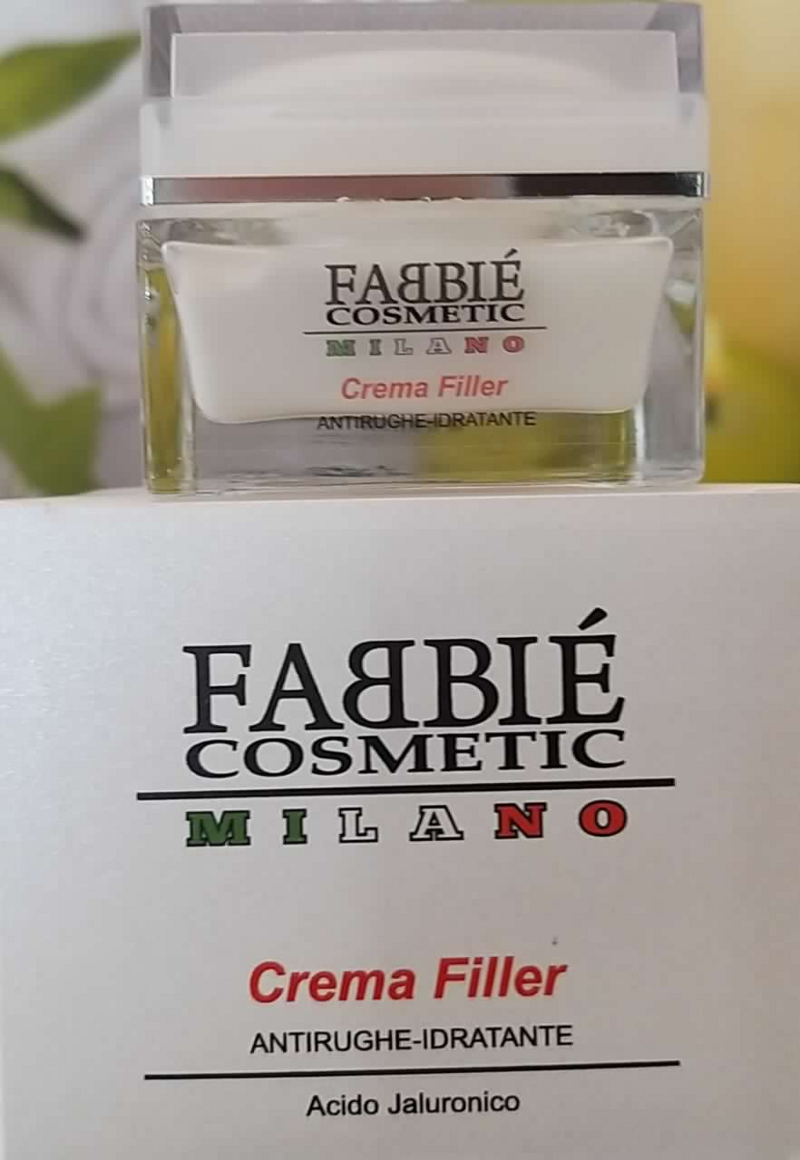 FABBIÉ
COSMETIC
MILANO
Crema Filler
ANTIRUGHE-IDRATANTE
FABBIÉ
COSMETIC
MILANO
Crema Filler
ANTIRUGHE-IDRATANTE
Acido Jaluronico